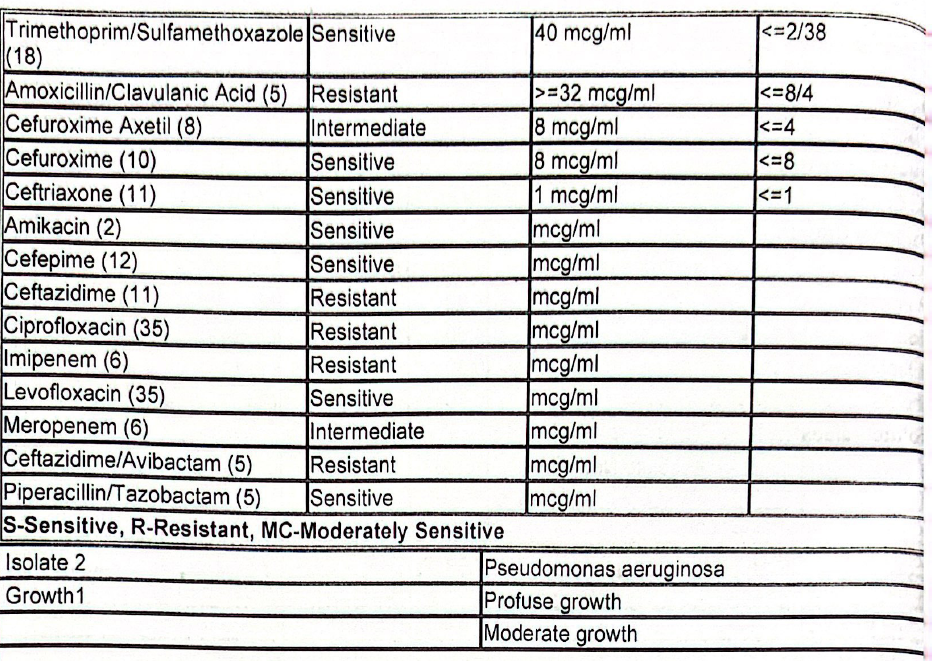 Trimethoprim/Sulfamethoxazole (18) Sensitive 40 mcg/ml <=2/38
Amoxicillin/Clavulanic Acid (5) Resistant >=32 mcg/ml <=8/4
Cefuroxime Axetil (8) Intermediate 8 mcg/ml <=4
Cefuroxime (10) Sensitive 8 mcg/ml <=8
Ceftriaxone (11) Sensitive 1 mcg/ml <=1
Amikacin (2) Sensitive mcg/ml
Cefepime (12) Sensitive mcg/ml
Ceftazidime (11) Resistant mcg/ml
Ciprofloxacin (35) Resistant mcg/ml
Imipenem (6) Resistant mcg/ml
Levofloxacin (35) Sensitive mcg/ml
Meropenem (6) Intermediate mcg/ml
Ceftazidime/Avibactam (5) Resistant mcg/ml
Piperacillin/Tazobactam (5) Sensitive mcg/ml
S-Sensitive, R-Resistant, MC-Moderately Sensitive
Isolate 2 Pseudomonas aeruginosa
Growth1 Profuse growth
Moderate growth